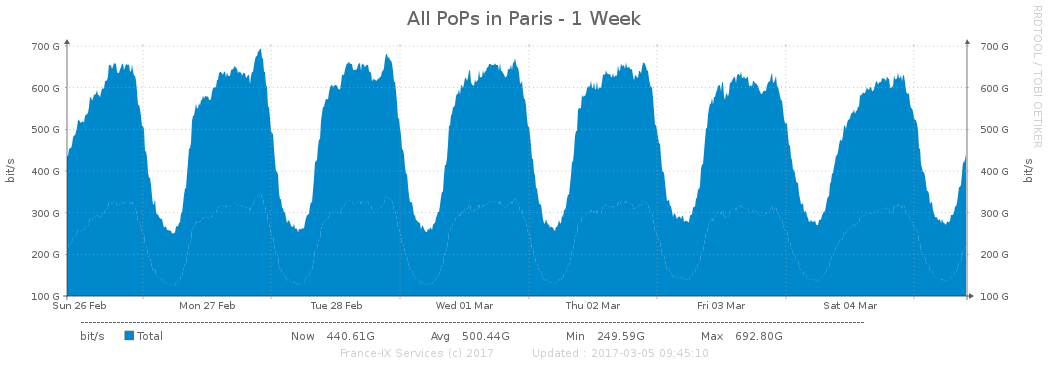 All PoPs in Paris - 1 Week
RRDTOOL / TOBI OETIKER
700 G 700 G
600 G 600 G
500 G 500 G
400 G 400 G
300 G 300 G
200 G 200 G
100 G 100 G
bit/s
bit/s
Sun 26 Feb Mon 27 Feb Tue 28 Feb Wed 01 Mar Thu 02 Mar Fri 03 Mar Sat 04 Mar
bit/s Total Now 440.61G Avg 500.44G Min 249.59G Max 692.80G
France-IX Services (c) 2017 Updated : 2017-03-05 09:45:10